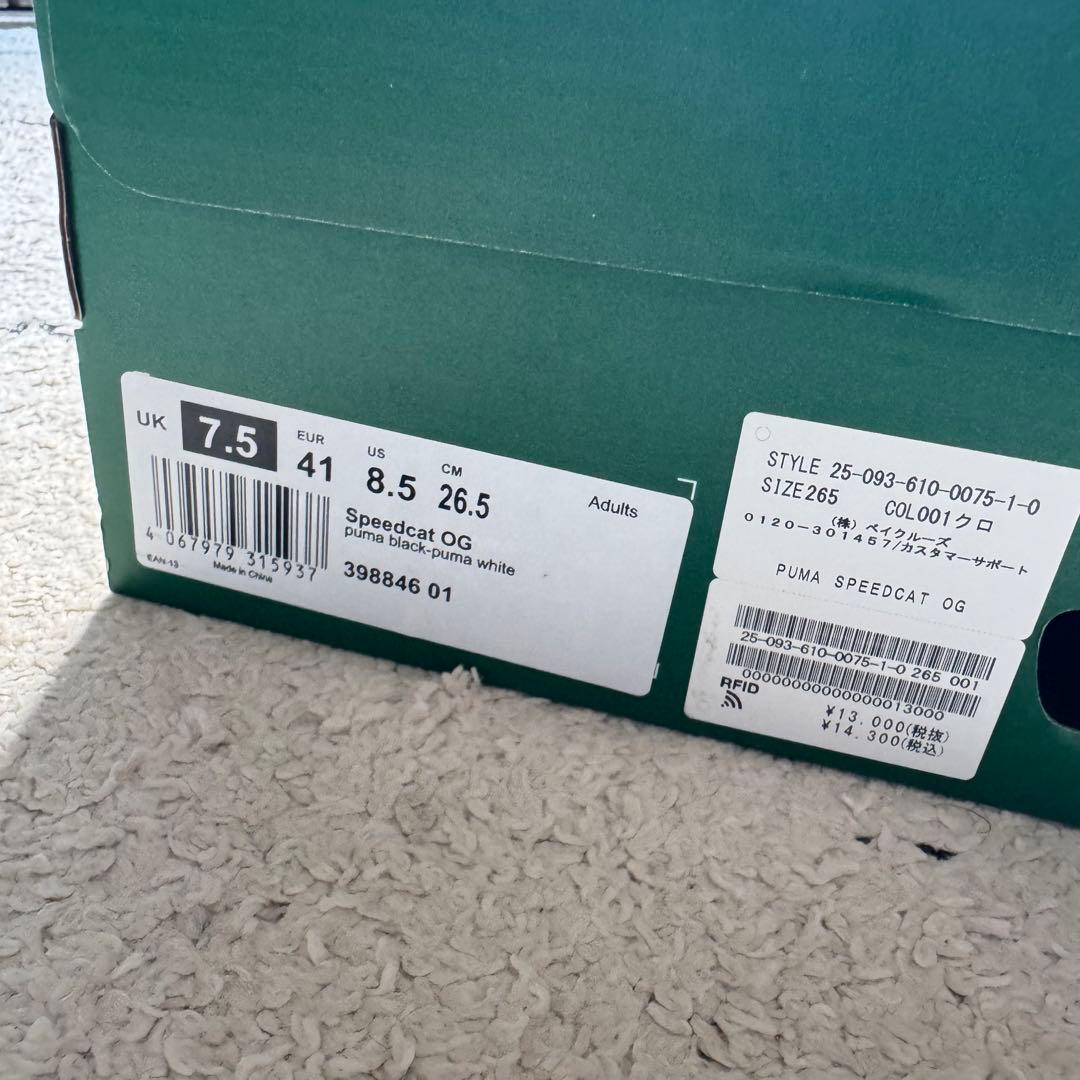 UK 7.5 EUR 41 US 8.5 CM 26.5 Adults
Speedcat OG
puma black-puma white
398846 01
4 067979 315937
EAN-13 Made in China
STYLE 25-093-610-0075-1-0
SIZE265 COL001クロ
(株) ベイクルーズ
0120-301457/カスタマーサポート
PUMA SPEEDCAT OG
25-093-610-0075-1-0 265 001
RFID
0000000000000000013000
¥13.000(税抜)
¥14.300(税込)